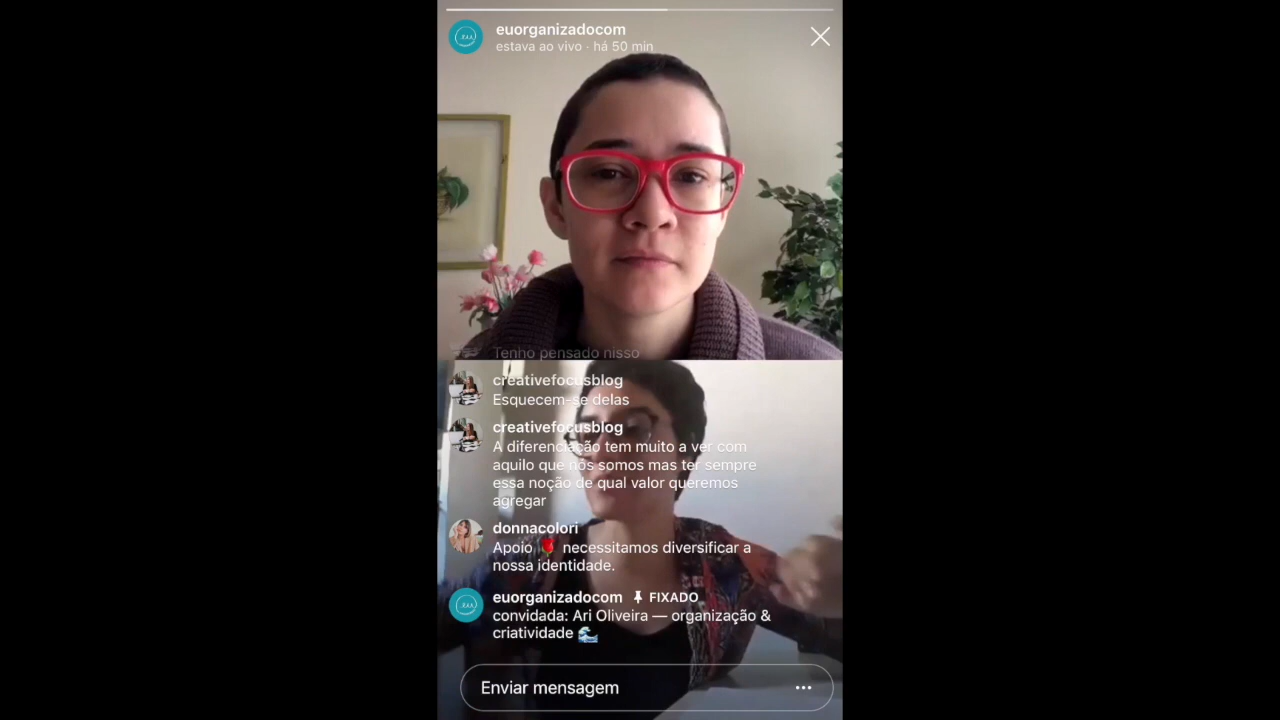 euorganizadocom
estava ao vivo · há 50 min
Tenho pensado nisso
creativefocusblog
Esquecem-se delas
creativefocusblog
A diferenciação tem muito a ver com
aquilo que nós somos mas ter sempre
essa noção de qual valor queremos
agregar
donnacolori
Apoio 🌹 necessitamos diversificar a
nossa identidade.
euorganizadocom FIXADO
convidada: Ari Oliveira — organização &
criatividade 🌊
Enviar mensagem